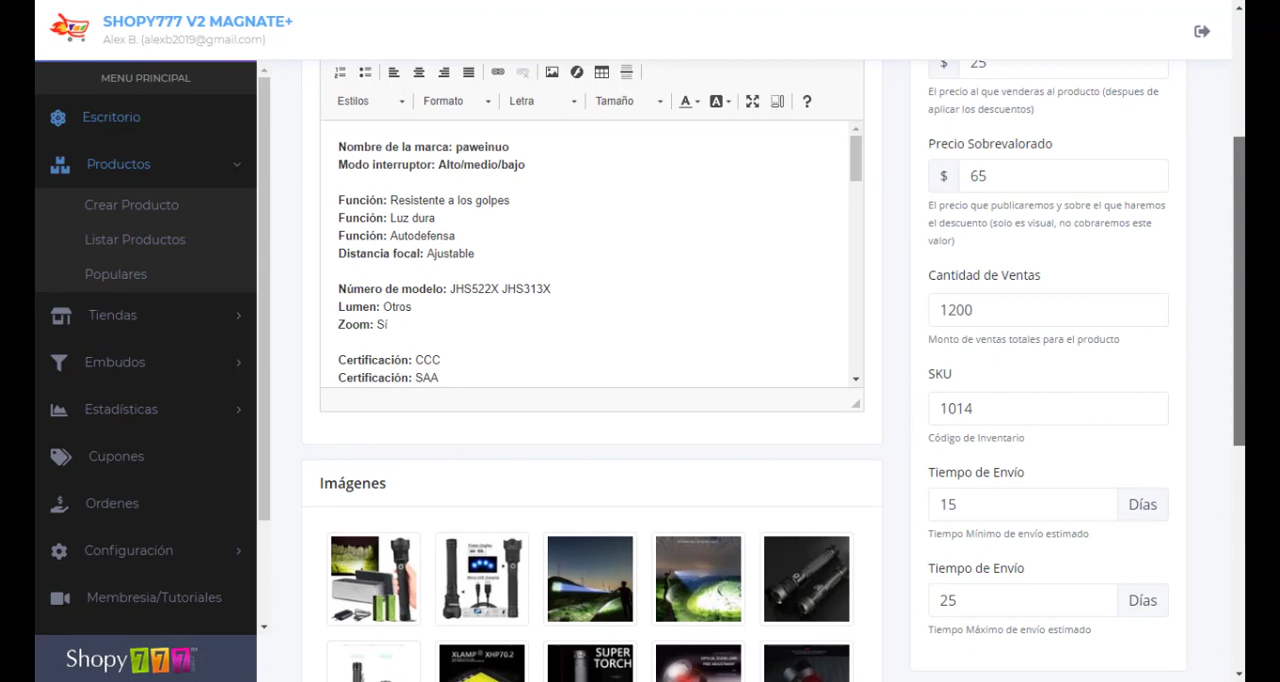 SHOPY777 V2 MAGNATE+
Alex B. (alexb2019@gmail.com)
MENU PRINCIPAL
Escritorio
Productos
Crear Producto
Listar Productos
Populares
Tiendas
Embudos
Estadísticas
Cupones
Ordenes
Configuración
Membresia/Tutoriales
Shopy777
Estilos
Formato
Letra
Tamaño
A
A
?
Nombre de la marca: paweinuo
Modo interruptor: Alto/medio/bajo
Función: Resistente a los golpes
Función: Luz dura
Función: Autodefensa
Distancia focal: Ajustable
Número de modelo: JHS522X JHS313X
Lumen: Otros
Zoom: Sí
Certificación: CCC
Certificación: SAA
Imágenes
XLAMP® XHP70.2
SUPER
TORCH
$ 25
El precio al que venderas al producto (despues de
aplicar los descuentos)
Precio Sobrevalorado
$ 65
El precio que publicaremos y sobre el que haremos
el descuento (solo es visual, no cobraremos este
valor)
Cantidad de Ventas
1200
Monto de ventas totales para el producto
SKU
1014
Código de Inventario
Tiempo de Envío
15 Días
Tiempo Mínimo de envío estimado
Tiempo de Envío
25 Días
Tiempo Máximo de envío estimado